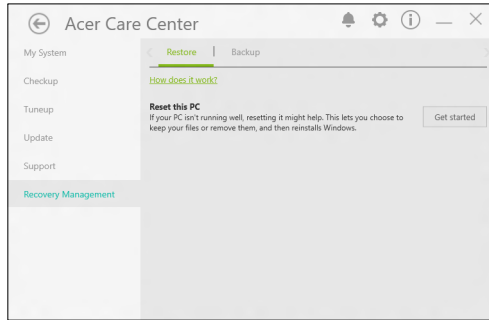 Acer Care Center
My System
Checkup
Tuneup
Update
Support
Recovery Management
Restore | Backup
How does it work?
Reset this PC
If your PC isn't running well, resetting it might help. This lets you choose to
keep your files or remove them, and then reinstalls Windows.
Get started